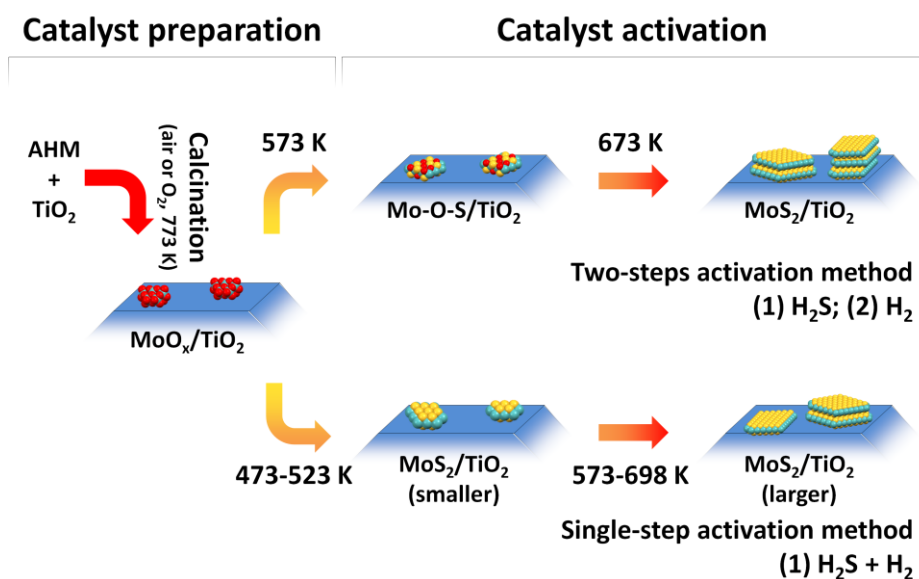 Catalyst preparation
Catalyst activation
AHM
+
TiO₂
Calcination
(air or O₂, 773 K)
MoOₓ/TiO₂
573 K
Mo-O-S/TiO₂
673 K
MoS₂/TiO₂
Two-steps activation method
(1) H₂S; (2) H₂
473-523 K
MoS₂/TiO₂
(smaller)
573-698 K
MoS₂/TiO₂
(larger)
Single-step activation method
(1) H₂S + H₂